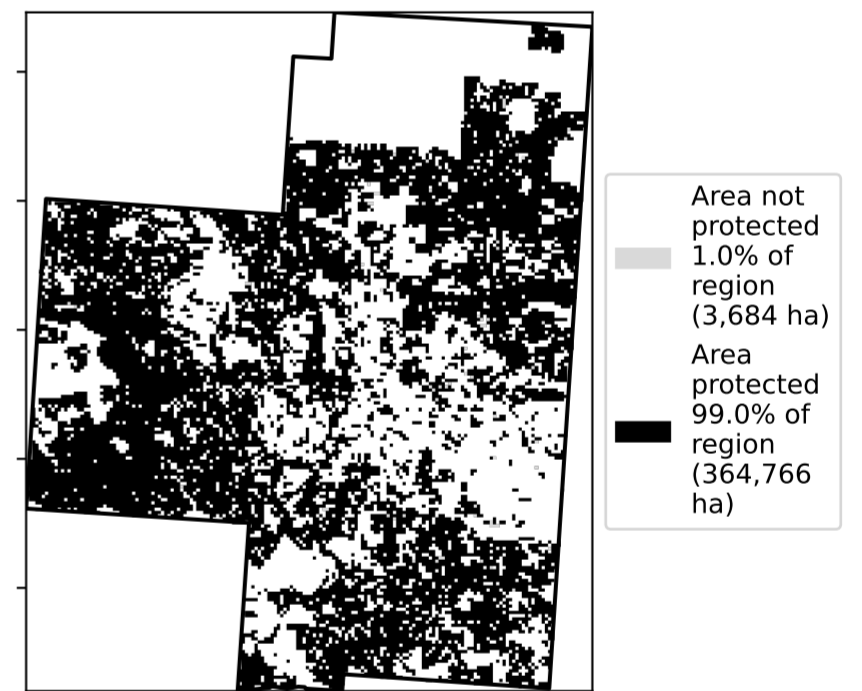 Area not
protected
1.0% of
region
(3,684 ha)
Area
protected
99.0% of
region
(364,766
ha)